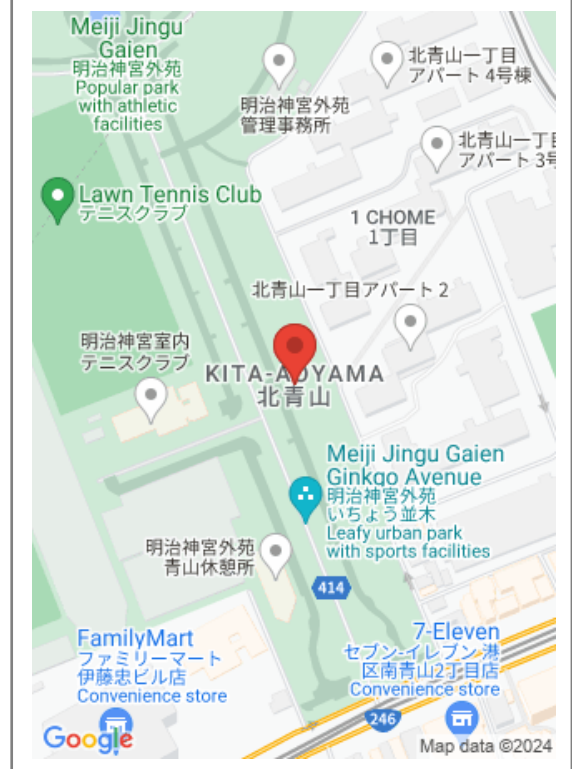 Meiji Jingu
Gaien
明治神宮外苑
Popular park
with athletic
facilities
北青山一丁目
アパート 4号棟
明治神宮外苑
管理事務所
北青山一丁目
アパート 3号
Lawn Tennis Club
テニスクラブ
1 CHOME
1丁目
北青山一丁目アパート 2
明治神宮室内
テニスクラブ
KITA-AOYAMA
北青山
Meiji Jingu Gaien
Ginkgo Avenue
明治神宮外苑
いちょう並木
Leafy urban park
with sports facilities
明治神宮外苑
青山休憩所
414
FamilyMart
ファミリーマート
伊藤忠ビル店
Convenience store
7-Eleven
セブン-イレブン 港
区南青山2丁目店
Convenience store
246
Google
Map data ©2024